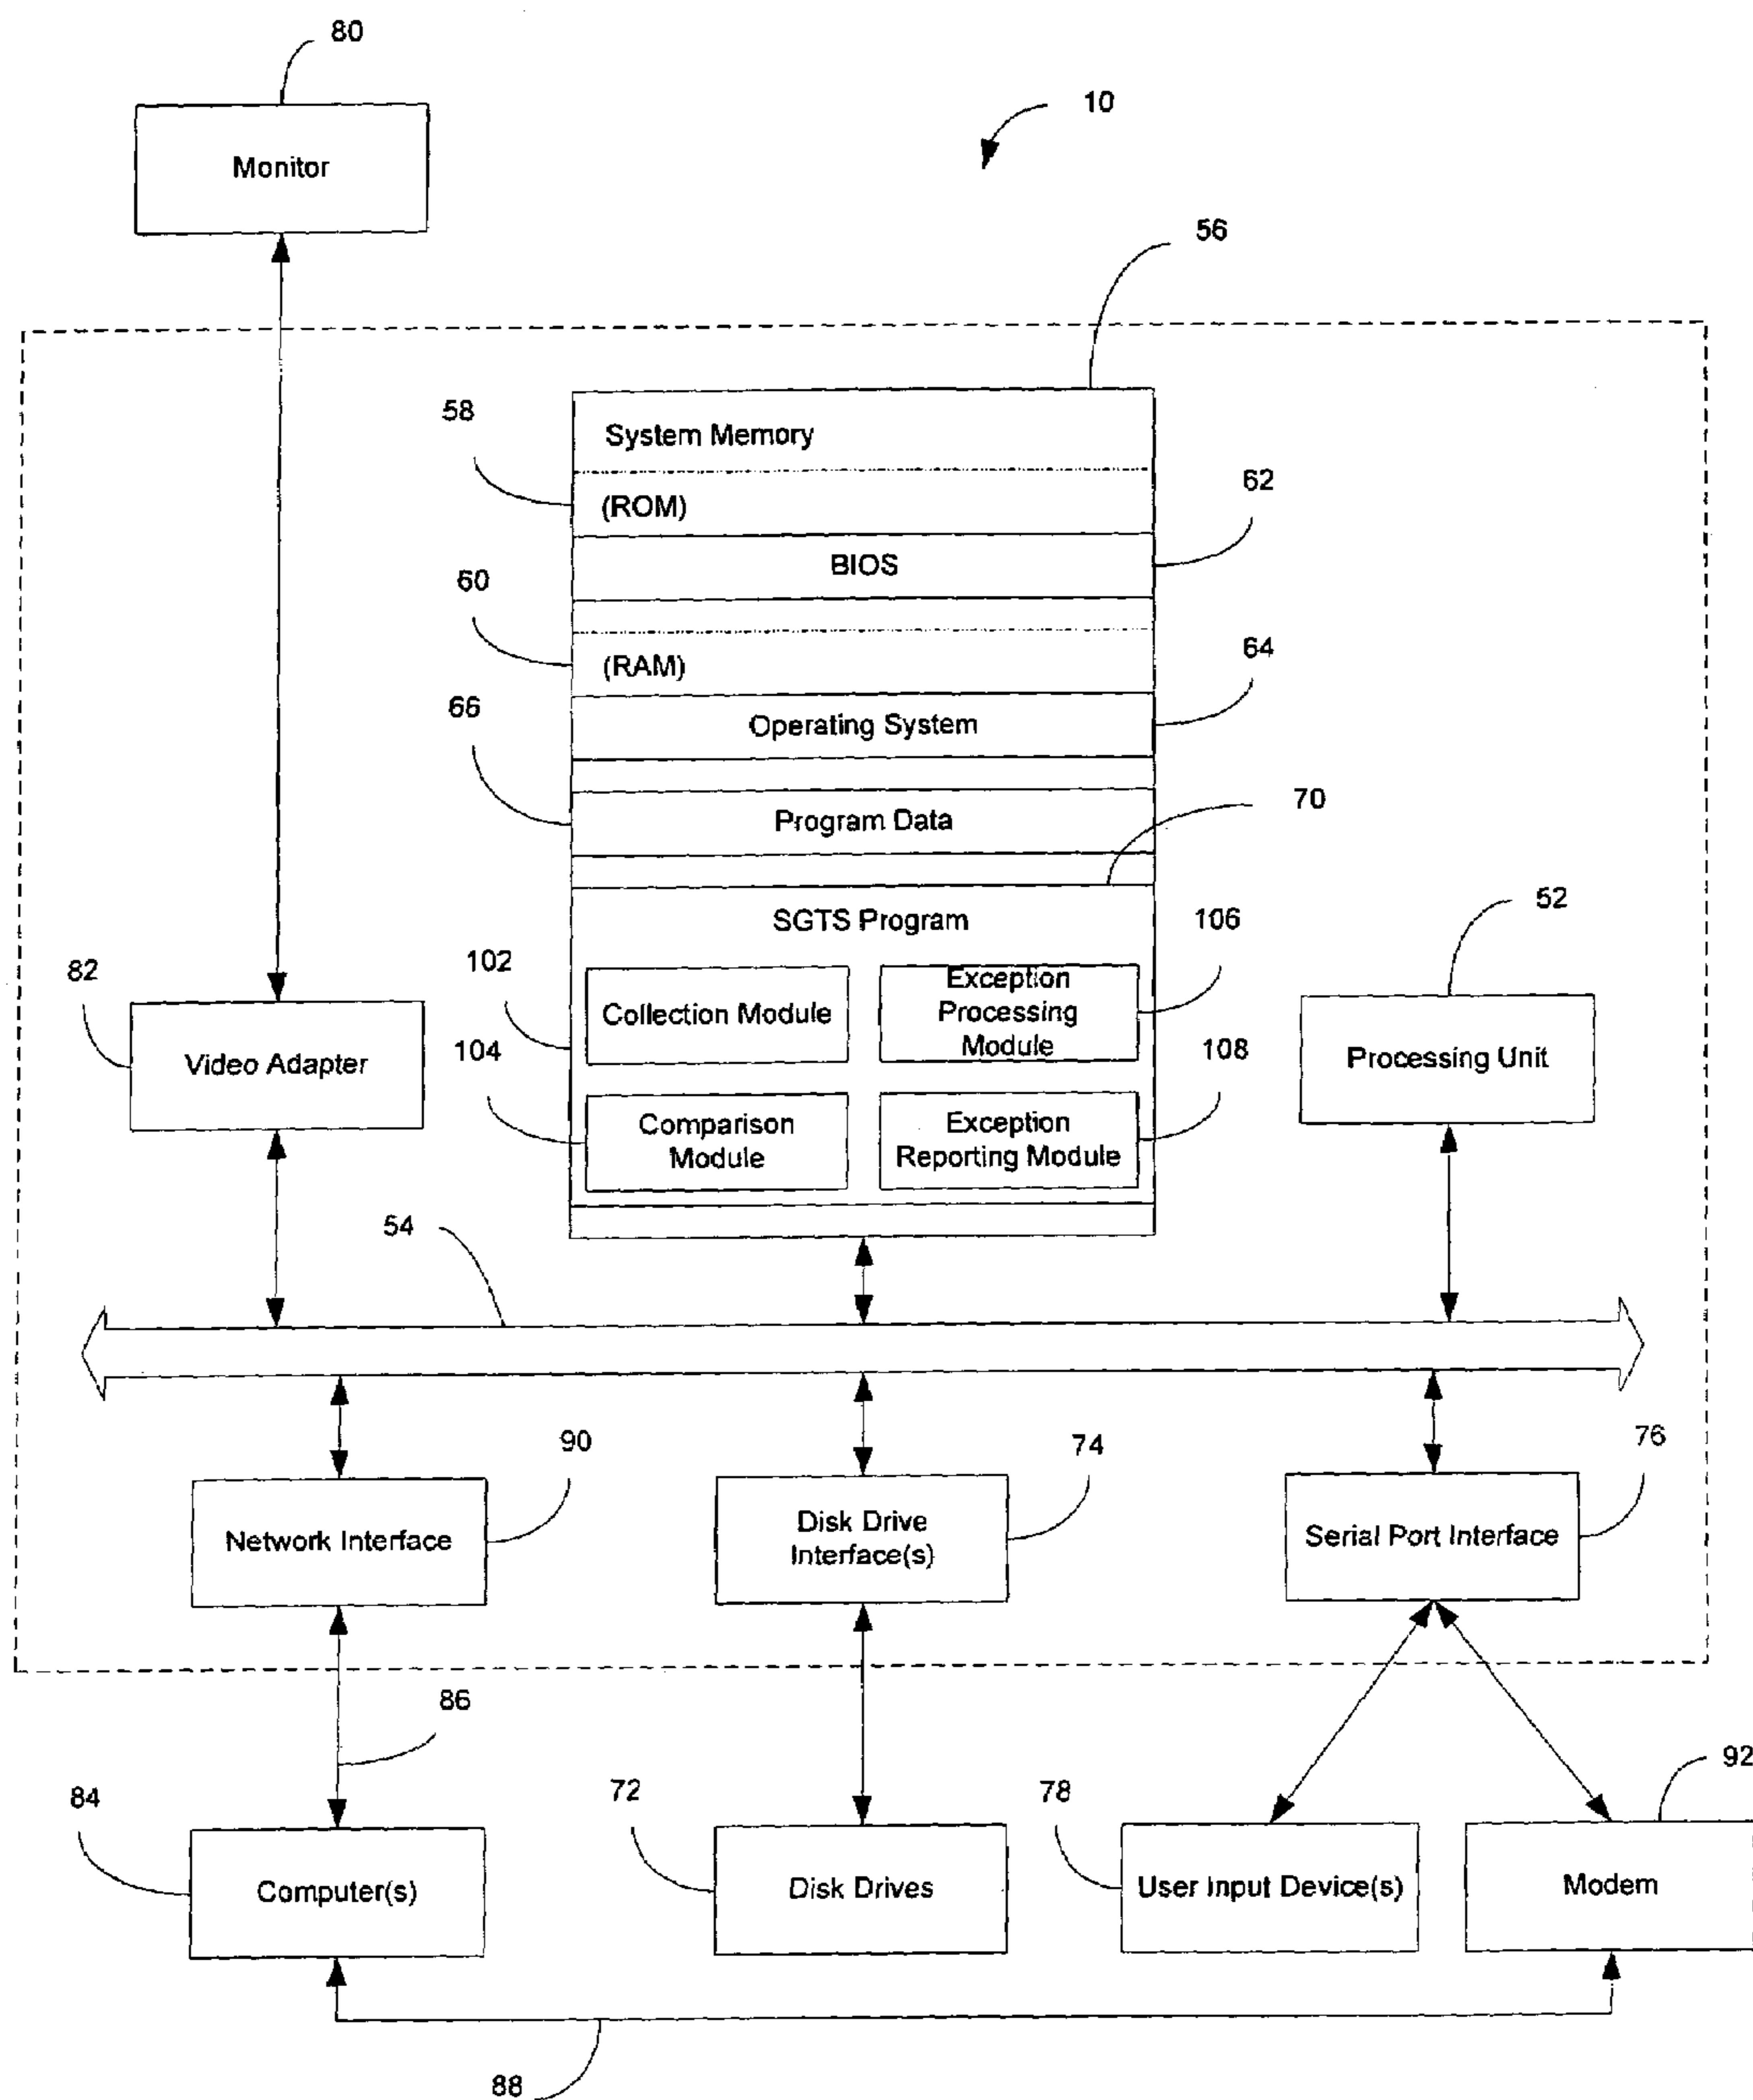 80
10
Monitor
56
58
System Memory
(ROM)
62
BIOS
60
(RAM)
64
66
Operating System
70
Program Data
52
SGTS Program
106
102
82
Collection Module
Exception
Processing
Module
104
Video Adapter
108
Processing Unit
Comparison
Module
Exception
Reporting Module
54
90
74
76
Network Interface
Disk Drive
Interface(s)
Serial Port Interface
86
84
72
78
92
Computer(s)
Disk Drives
User Input Device(s)
Modem
88